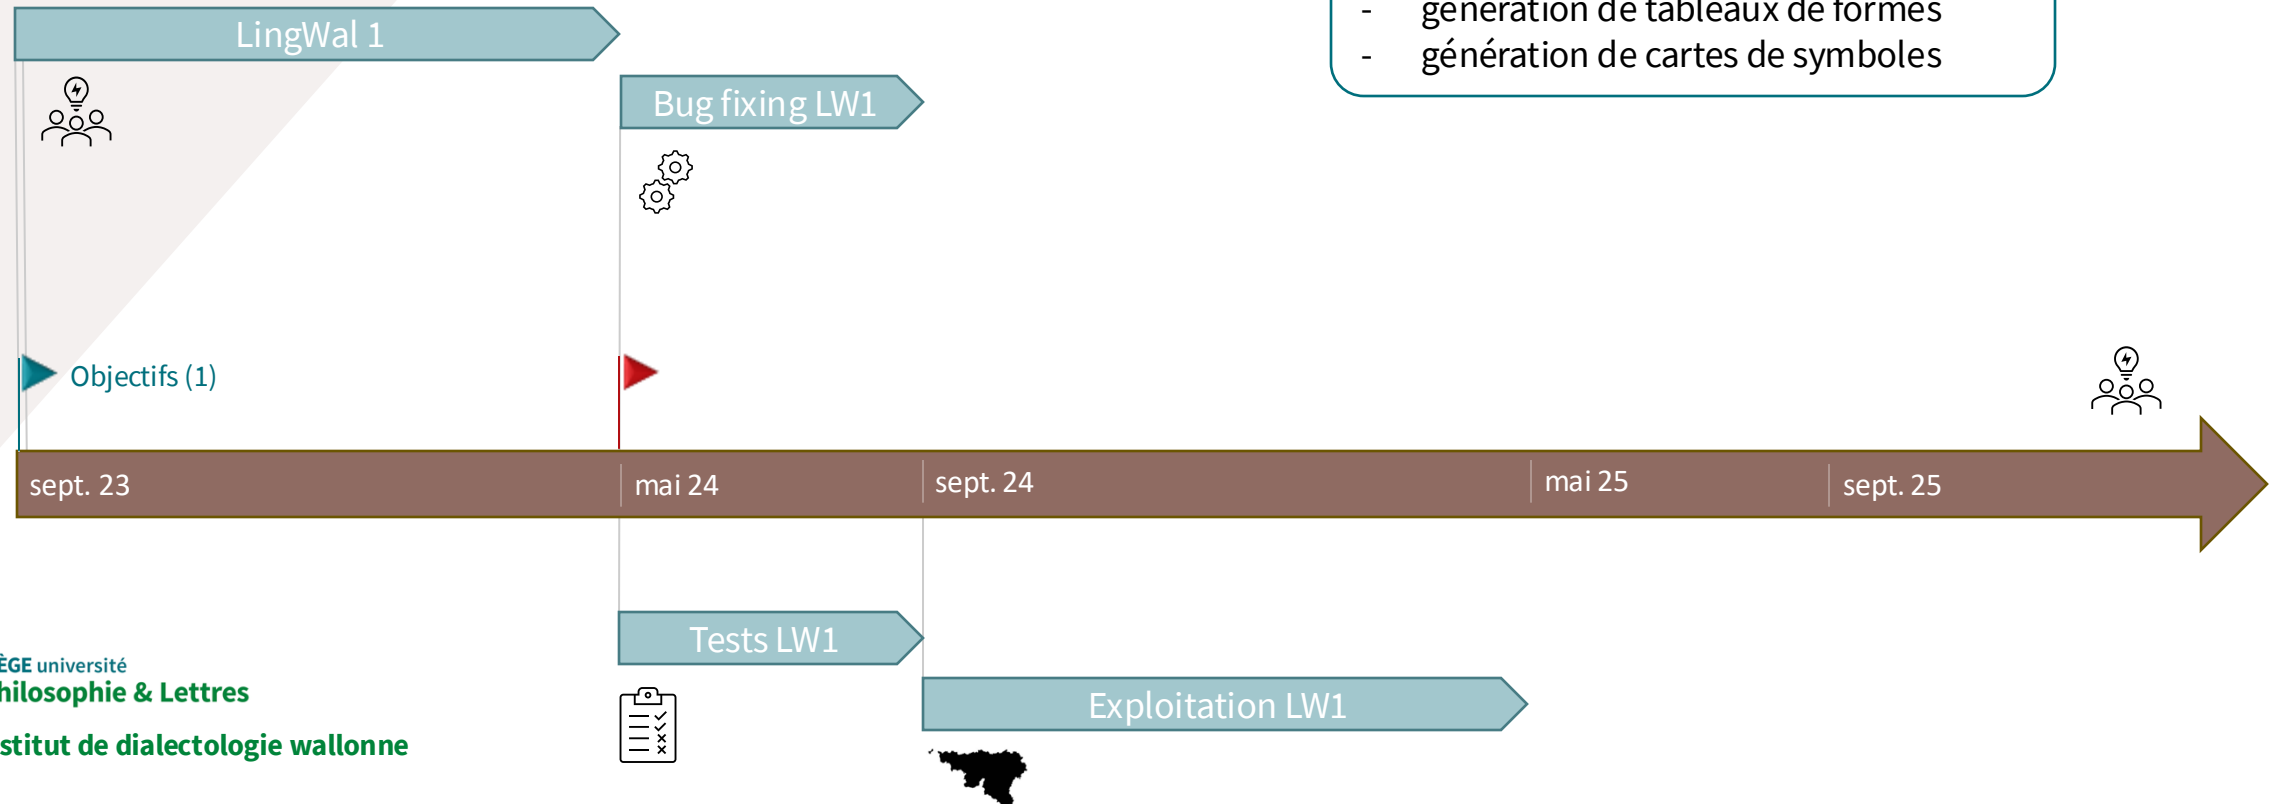 LingWal 1
- génération de tableaux de formes
- génération de cartes de symboles
Bug fixing LW1
Objectifs (1)
sept. 23
mai 24
sept. 24
mai 25
sept. 25
Tests LW1
Exploitation LW1
ÈGE université
hilosophie & Lettres
stitut de dialectologie wallonne